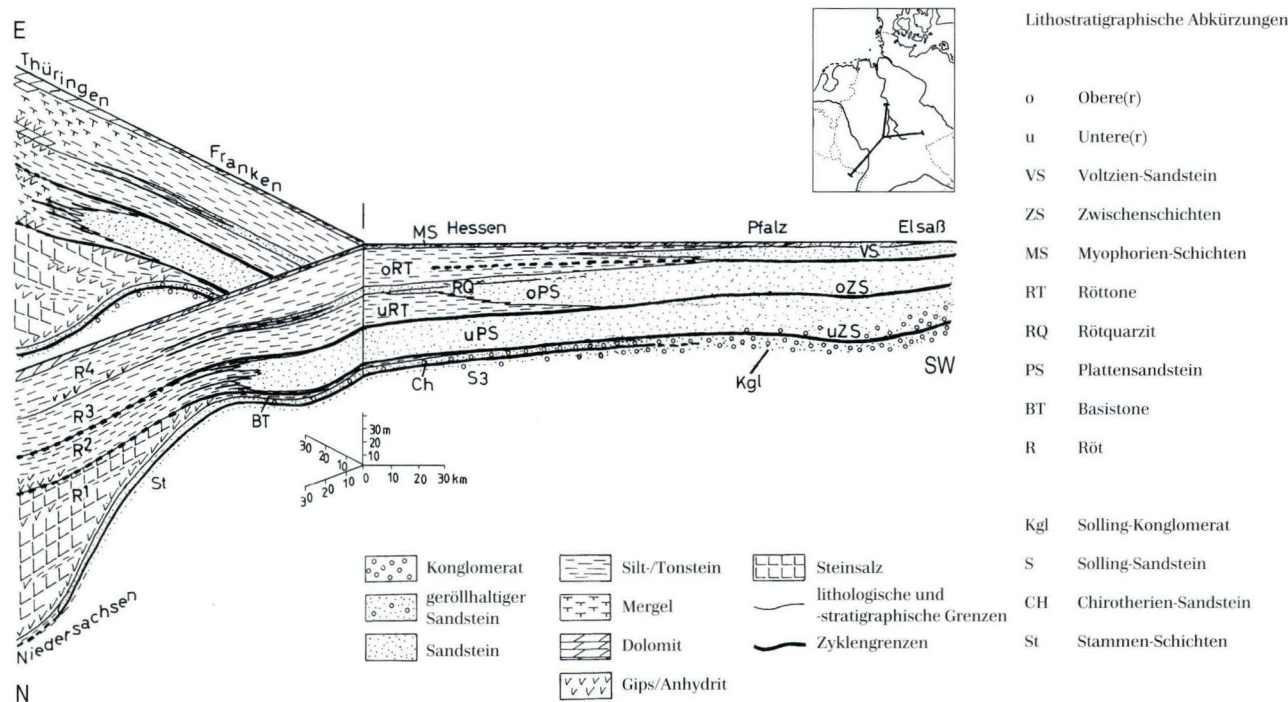 E
Thüringen
Franken
MS Hessen
Pfalz
Elsaß
VS
oRT
RQ
oPS
oZS
uRT
uPS
uZS
SW
Ch
S3
Kgl
R4
R3
R2
R1
BT
St
Niedersachsen
N
30 m
20
10
30 20 10
0 10 20 30 km
30 20 10
Lithostratigraphische Abkürzungen
o Obere(r)
u Untere(r)
VS Voltzien-Sandstein
ZS Zwischenschichten
MS Myophorien-Schichten
RT Röttone
RQ Rötquarzit
PS Plattensandstein
BT Basistone
R Röt
Kgl Solling-Konglomerat
S Solling-Sandstein
CH Chirotherien-Sandstein
St Stammen-Schichten
Konglomerat
geröllhaltiger
Sandstein
Sandstein
Silt-/Tonstein
Mergel
Dolomit
Gips/Anhydrit
Steinsalz
lithologische und
-stratigraphische Grenzen
Zyklengrenzen